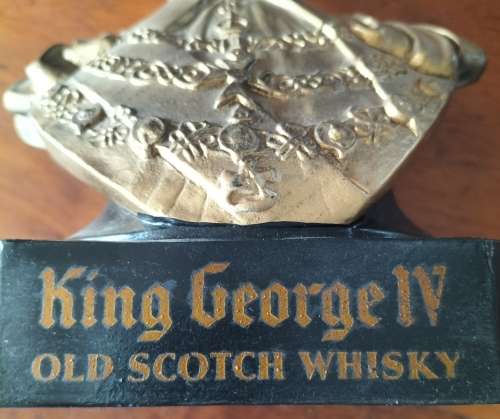 King George IV
OLD SCOTCH WHISKY